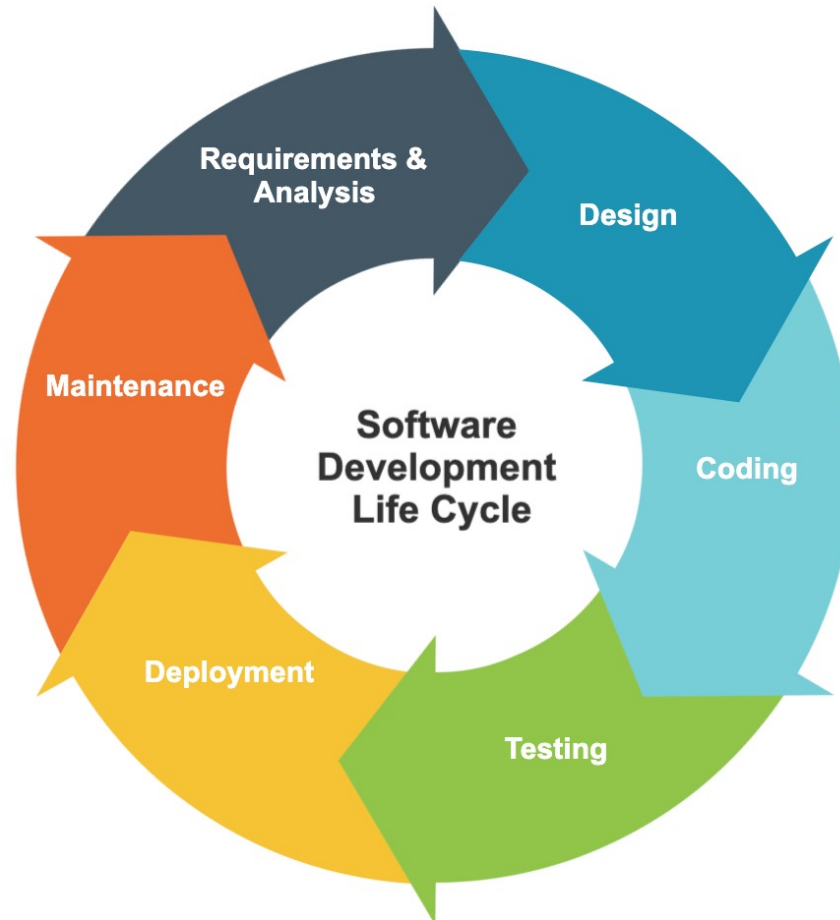 Requirements &
Analysis
Design
Maintenance
Software
Development
Life Cycle
Coding
Deployment
Testing